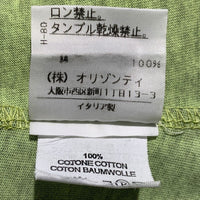 ロン禁止。
タンブル乾燥禁止。
H-80
綿 100%
(株) オリゾンティ
大阪市西区新町1丁目13-3
イタリア製
100%
COTONE COTTON
COTON BAUMWOLLE